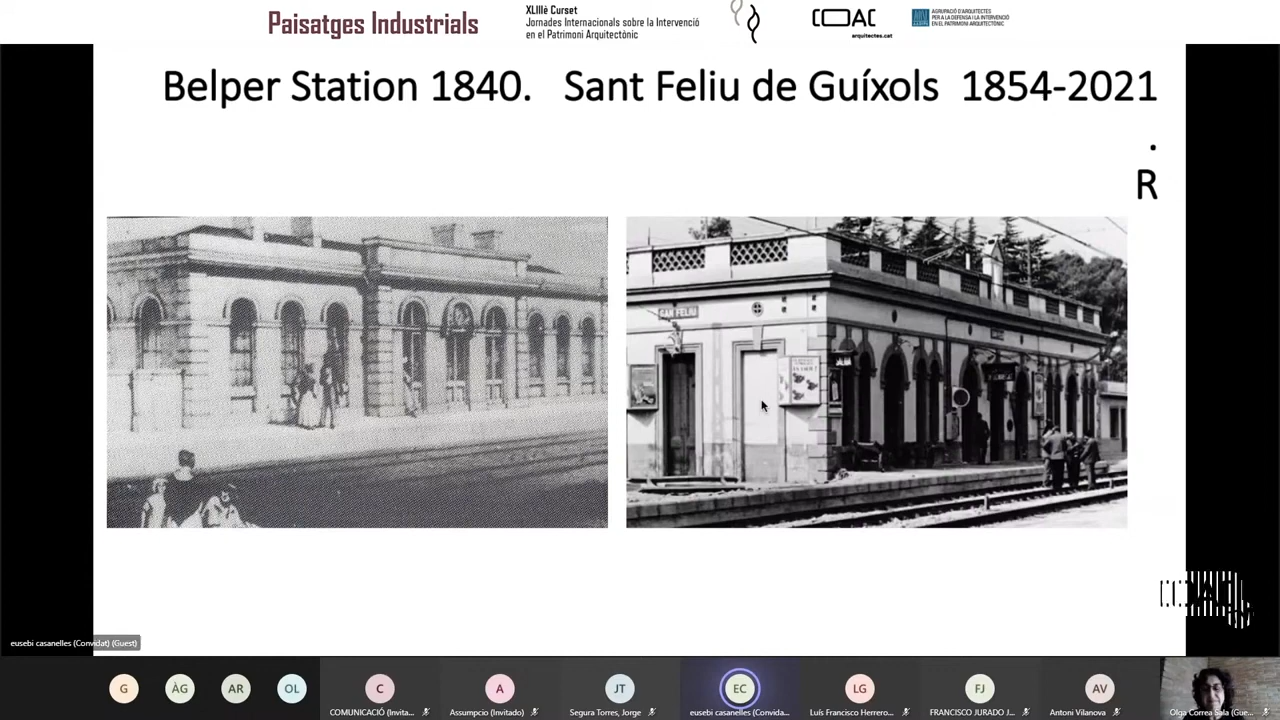 Paisatges Industrials
XLIIIè Curset
Jornades Internacionals sobre la Intervenció
en el Patrimoni Arquitectònic
COAC
arquitectes.cat
AGRUPACIÓ D'ARQUITECTES
PER A LA DEFENSA I LA INTERVENCIÓ
EN EL PATRIMONI ARQUITECTÒNIC
Belper Station 1840. Sant Feliu de Guíxols 1854-2021
.
R
SAN FELIU
eusebi casanelles (Convidat) (Guest)
G
ÀG
AR
OL
C
COMUNICACIÓ (Invita...
A
Assumpcio (Invitado)
JT
Segura Torres, Jorge
EC
eusebi casanelles (Convida...
LG
Luís Francisco Herrero...
FJ
FRANCISCO JURADO J...
AV
Antoni Vilanova
Olga Correa Sala (Gue...